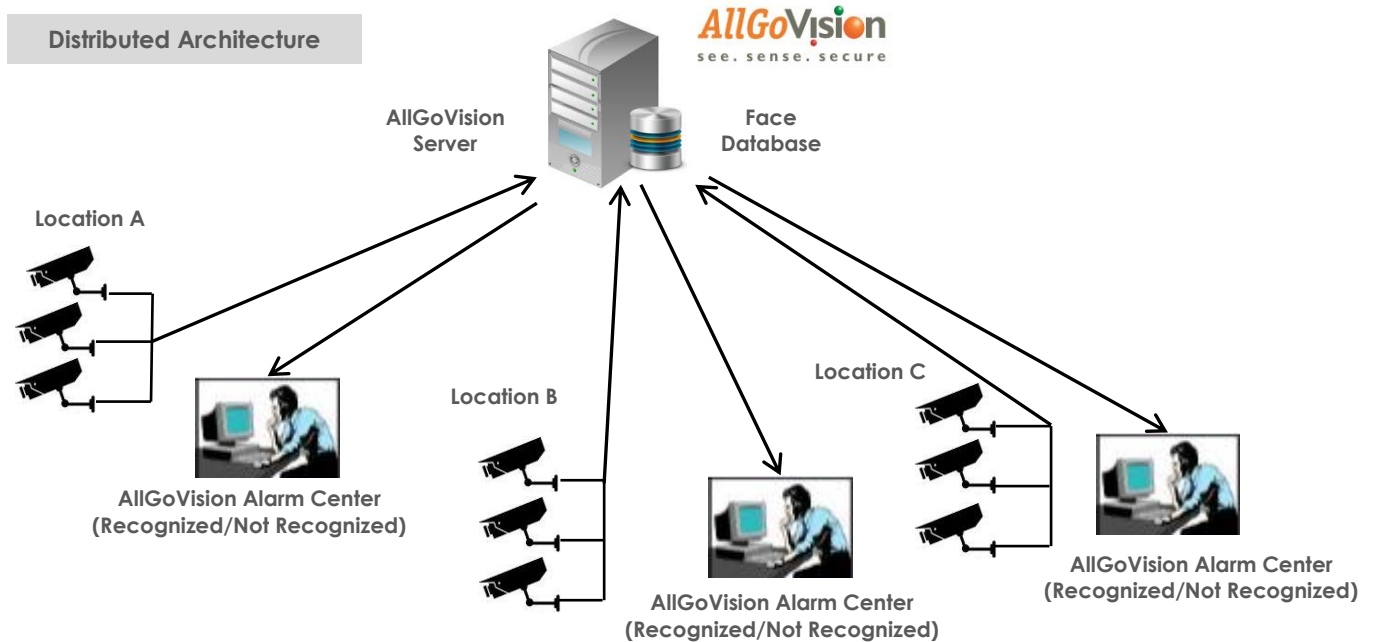 Distributed Architecture
AllGoVision
see. sense. secure
AllGoVision
Server
Face
Database
Location A
AllGoVision Alarm Center
(Recognized/Not Recognized)
Location B
AllGoVision Alarm Center
(Recognized/Not Recognized)
Location C
AllGoVision Alarm Center
(Recognized/Not Recognized)